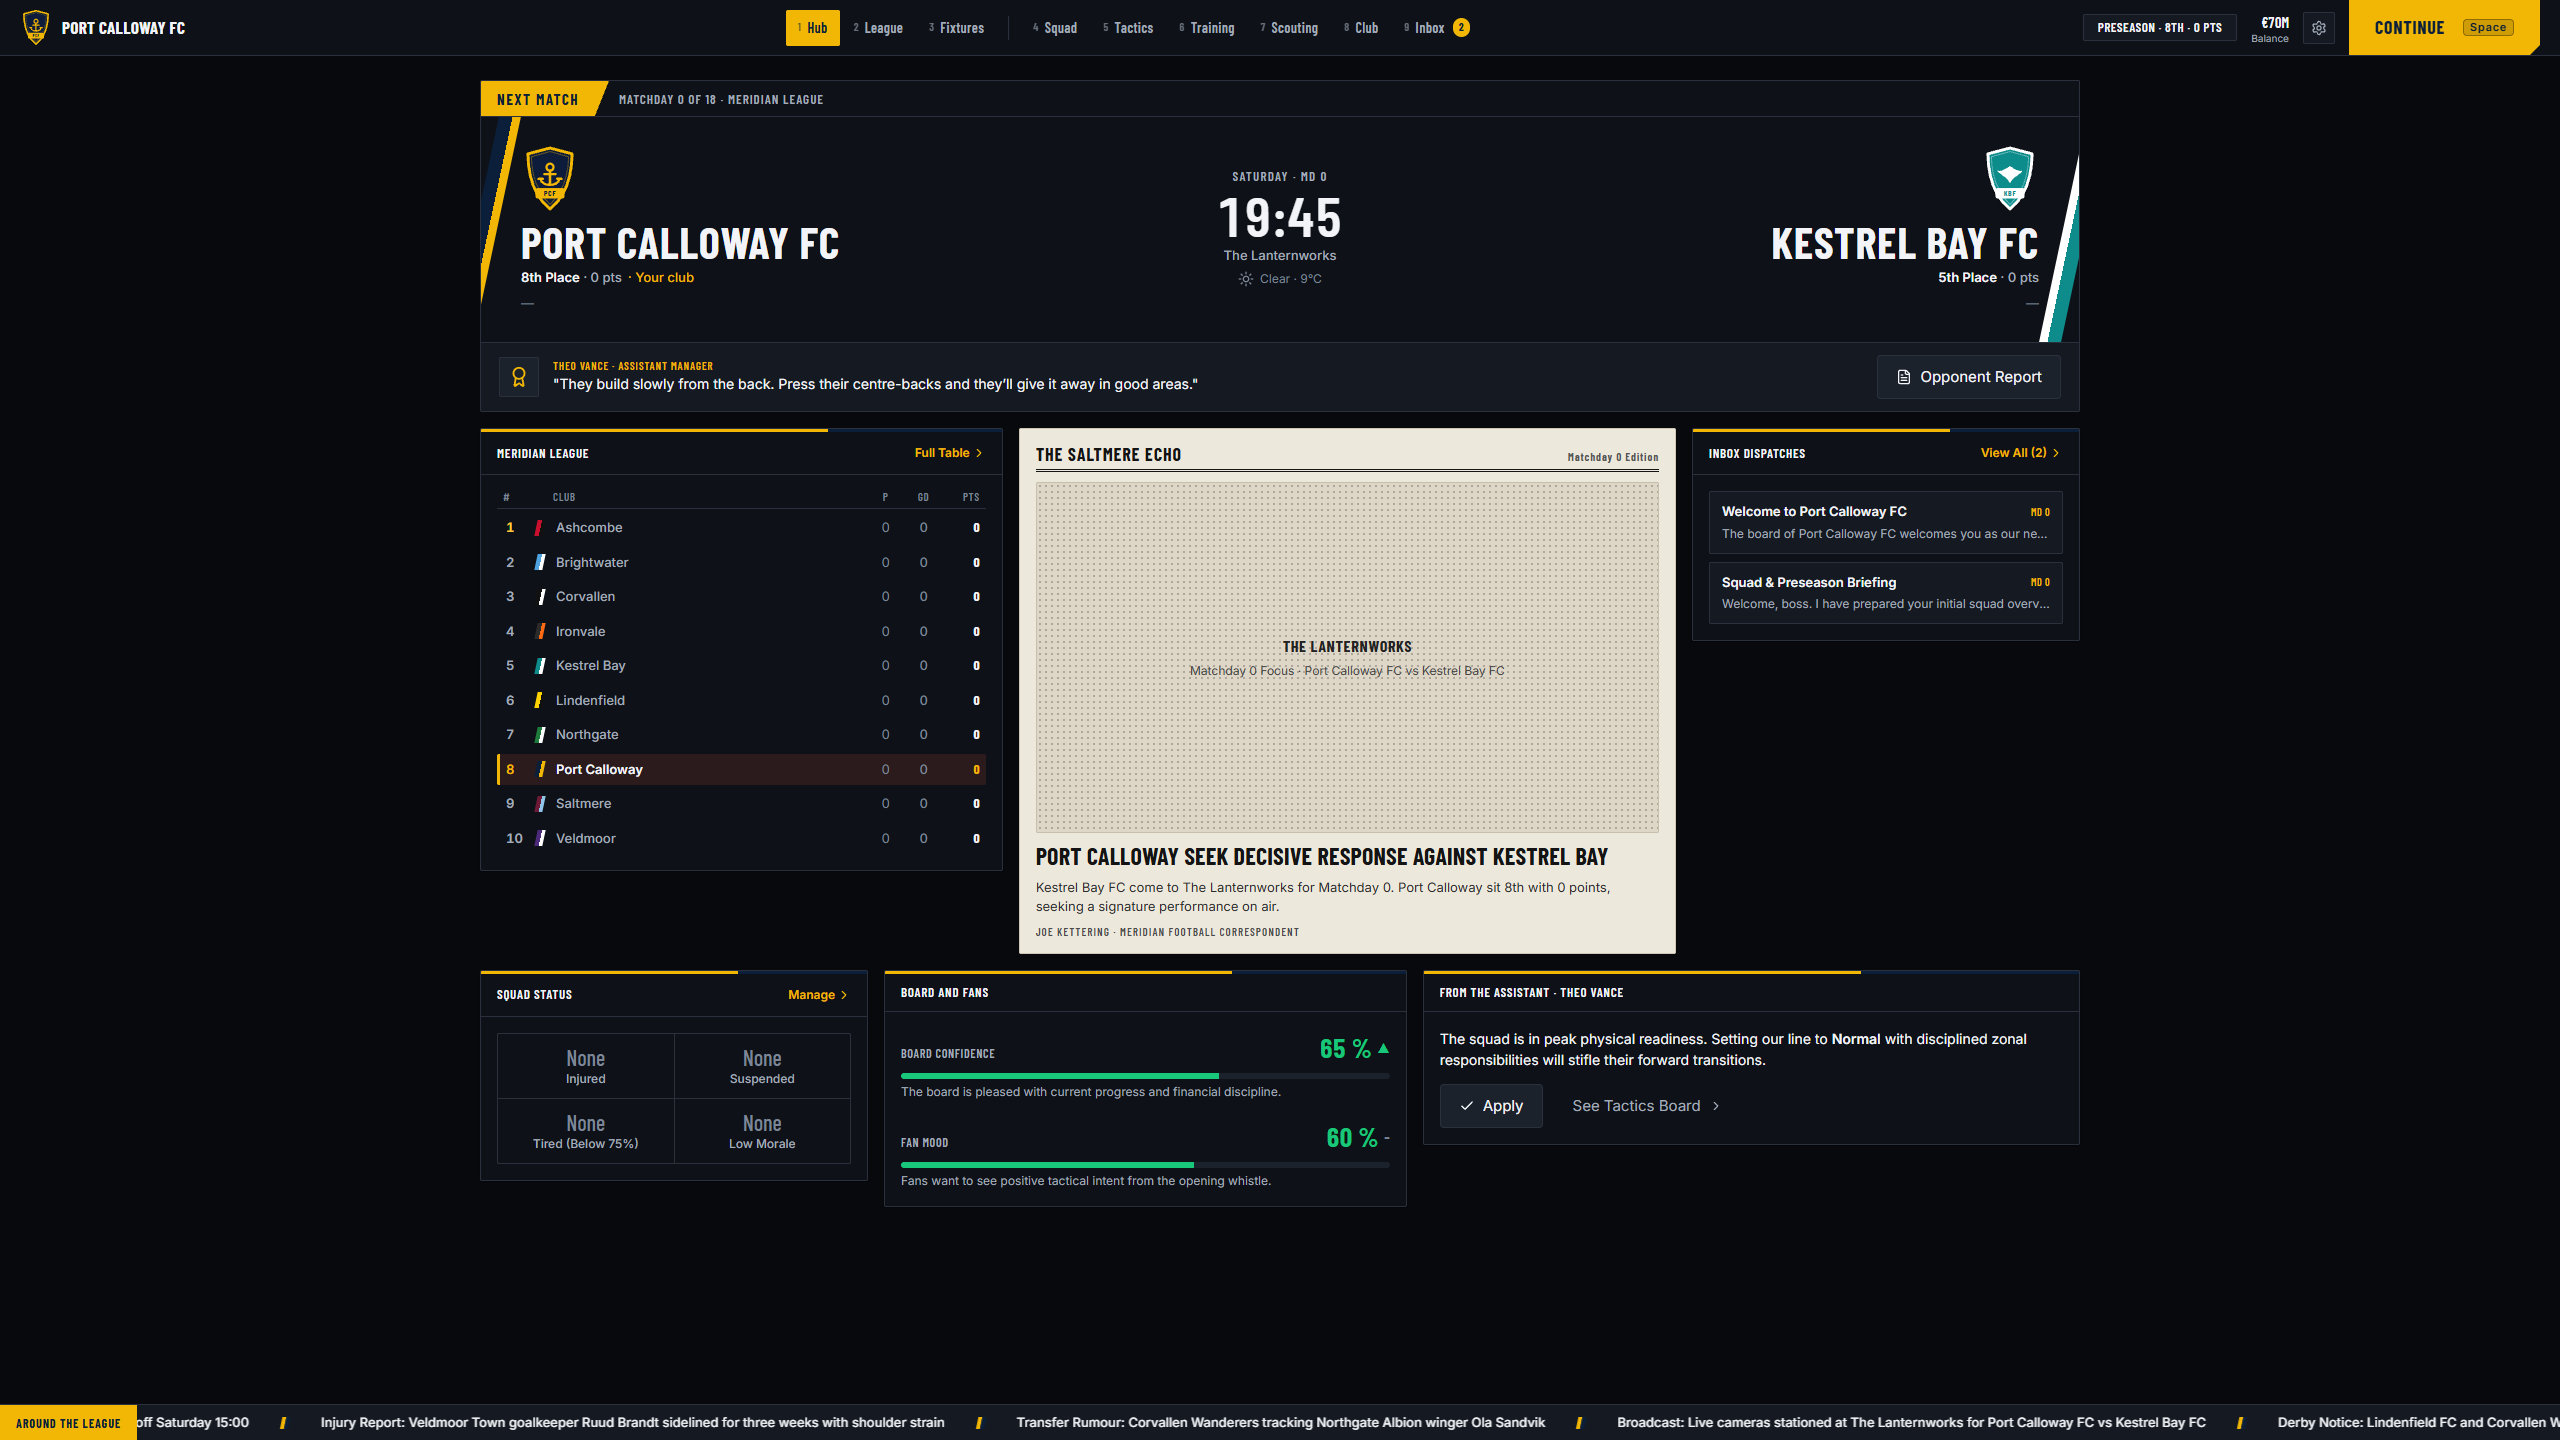 PORT CALLOWAY FC
1 Hub
2 League
3 Fixtures
4 Squad
5 Tactics
6 Training
7 Scouting
8 Club
9 Inbox 2
PRESEASON · 8TH · 0 PTS
€70M
Balance
CONTINUE Space
NEXT MATCH
MATCHDAY 0 OF 18 · MERIDIAN LEAGUE
PCF
PORT CALLOWAY FC
8th Place · 0 pts · Your club
—
SATURDAY · MD 0
19:45
The Lanternworks
Clear · 9°C
KBF
KESTREL BAY FC
5th Place · 0 pts
—
THEO VANCE · ASSISTANT MANAGER
"They build slowly from the back. Press their centre-backs and they'll give it away in good areas."
Opponent Report
MERIDIAN LEAGUE
Full Table
# CLUB P GD PTS
1 Ashcombe 0 0 0
2 Brightwater 0 0 0
3 Corvallen 0 0 0
4 Ironvale 0 0 0
5 Kestrel Bay 0 0 0
6 Lindenfield 0 0 0
7 Northgate 0 0 0
8 Port Calloway 0 0 0
9 Saltmere 0 0 0
10 Veldmoor 0 0 0
THE SALTMERE ECHO
Matchday 0 Edition
THE LANTERNWORKS
Matchday 0 Focus · Port Calloway FC vs Kestrel Bay FC
PORT CALLOWAY SEEK DECISIVE RESPONSE AGAINST KESTREL BAY
Kestrel Bay FC come to The Lanternworks for Matchday 0. Port Calloway sit 8th with 0 points,
seeking a signature performance on air.
JOE KETTERING · MERIDIAN FOOTBALL CORRESPONDENT
INBOX DISPATCHES
View All (2)
Welcome to Port Calloway FC MD 0
The board of Port Calloway FC welcomes you as our ne...
Squad & Preseason Briefing MD 0
Welcome, boss. I have prepared your initial squad overv...
SQUAD STATUS
Manage
None
Injured
None
Suspended
None
Tired (Below 75%)
None
Low Morale
BOARD AND FANS
BOARD CONFIDENCE 65 %
The board is pleased with current progress and financial discipline.
FAN MOOD 60 % -
Fans want to see positive tactical intent from the opening whistle.
FROM THE ASSISTANT · THEO VANCE
The squad is in peak physical readiness. Setting our line to Normal with disciplined zonal
responsibilities will stifle their forward transitions.
Apply
See Tactics Board
AROUND THE LEAGUE
off Saturday 15:00
Injury Report: Veldmoor Town goalkeeper Ruud Brandt sidelined for three weeks with shoulder strain
Transfer Rumour: Corvallen Wanderers tracking Northgate Albion winger Ola Sandvik
Broadcast: Live cameras stationed at The Lanternworks for Port Calloway FC vs Kestrel Bay FC
Derby Notice: Lindenfield FC and Corvallen W